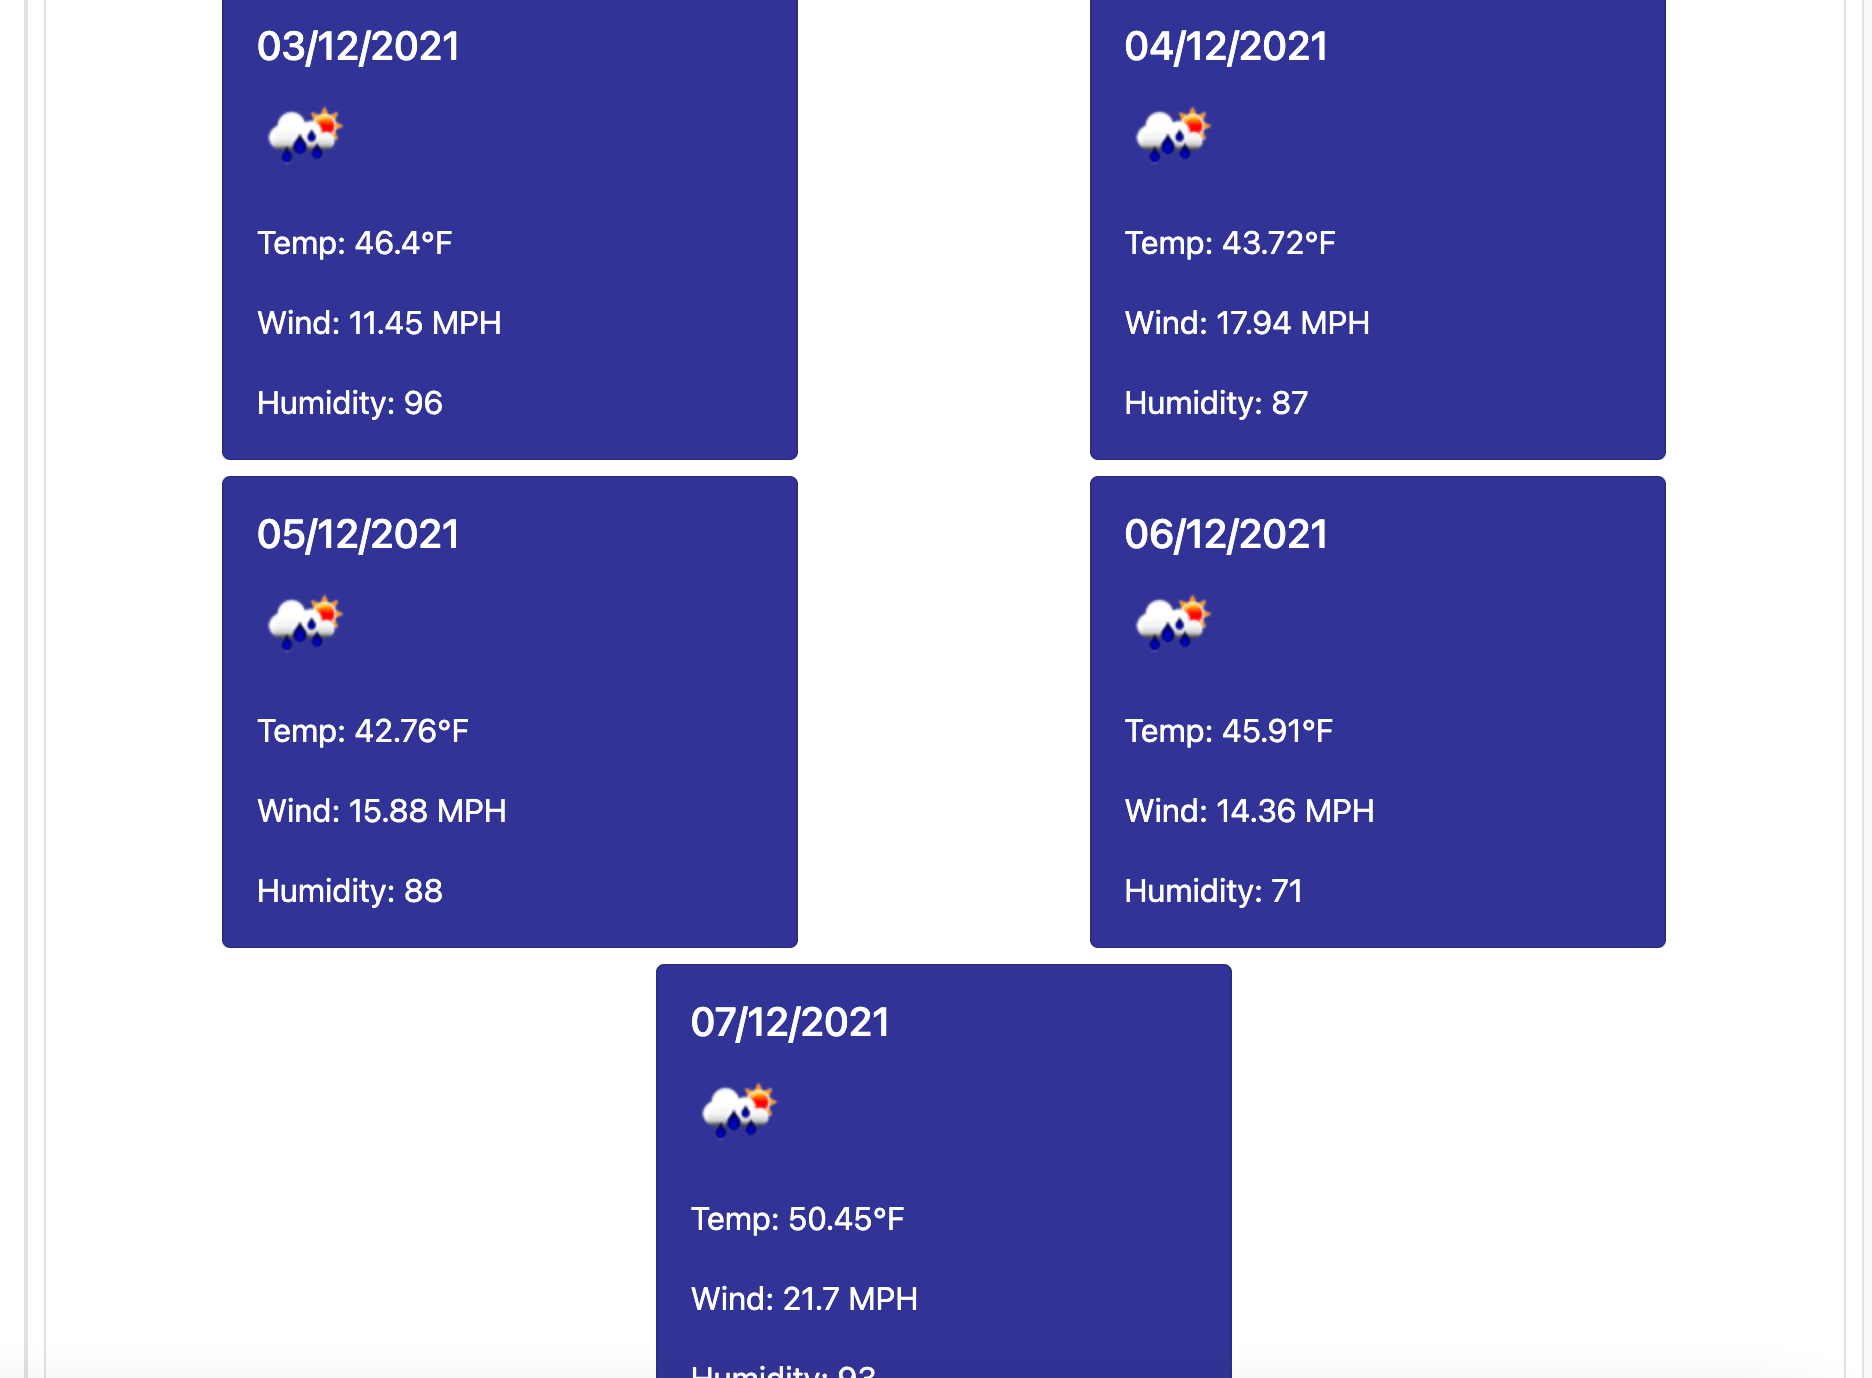 03/12/2021
Temp: 46.4°F
Wind: 11.45 MPH
Humidity: 96
04/12/2021
Temp: 43.72°F
Wind: 17.94 MPH
Humidity: 87
05/12/2021
Temp: 42.76°F
Wind: 15.88 MPH
Humidity: 88
06/12/2021
Temp: 45.91°F
Wind: 14.36 MPH
Humidity: 71
07/12/2021
Temp: 50.45°F
Wind: 21.7 MPH
Humidity: 93